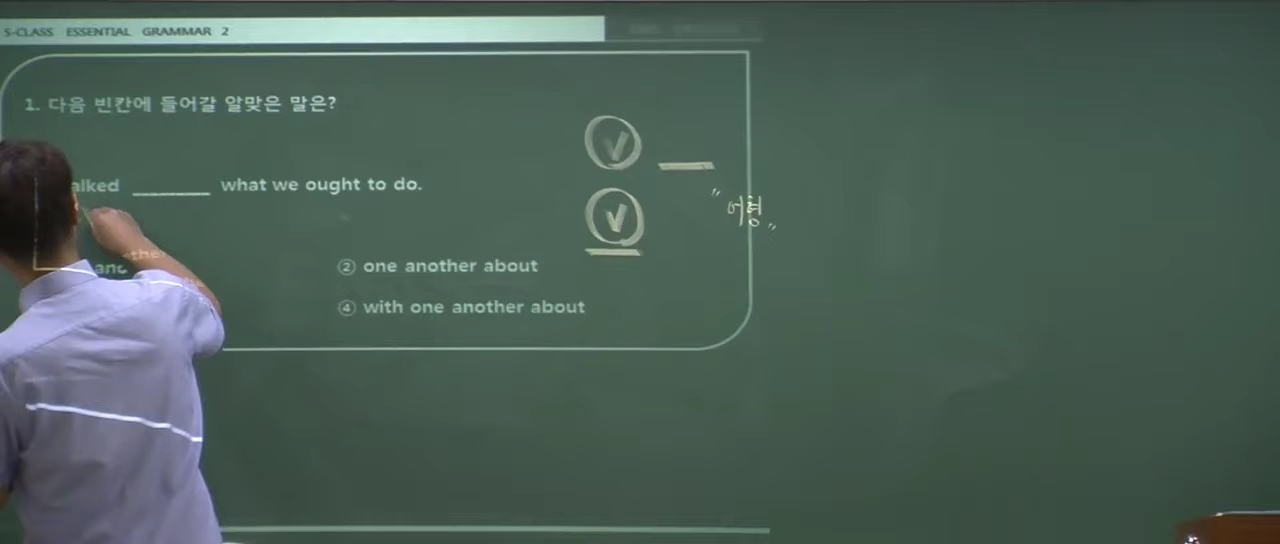 S-CLASS ESSENTIAL GRAMMAR 2
1. 다음 빈칸에 들어갈 알맞은 말은?
alked ________ what we ought to do.
V
V
"어형"
② one another about
④ with one another about